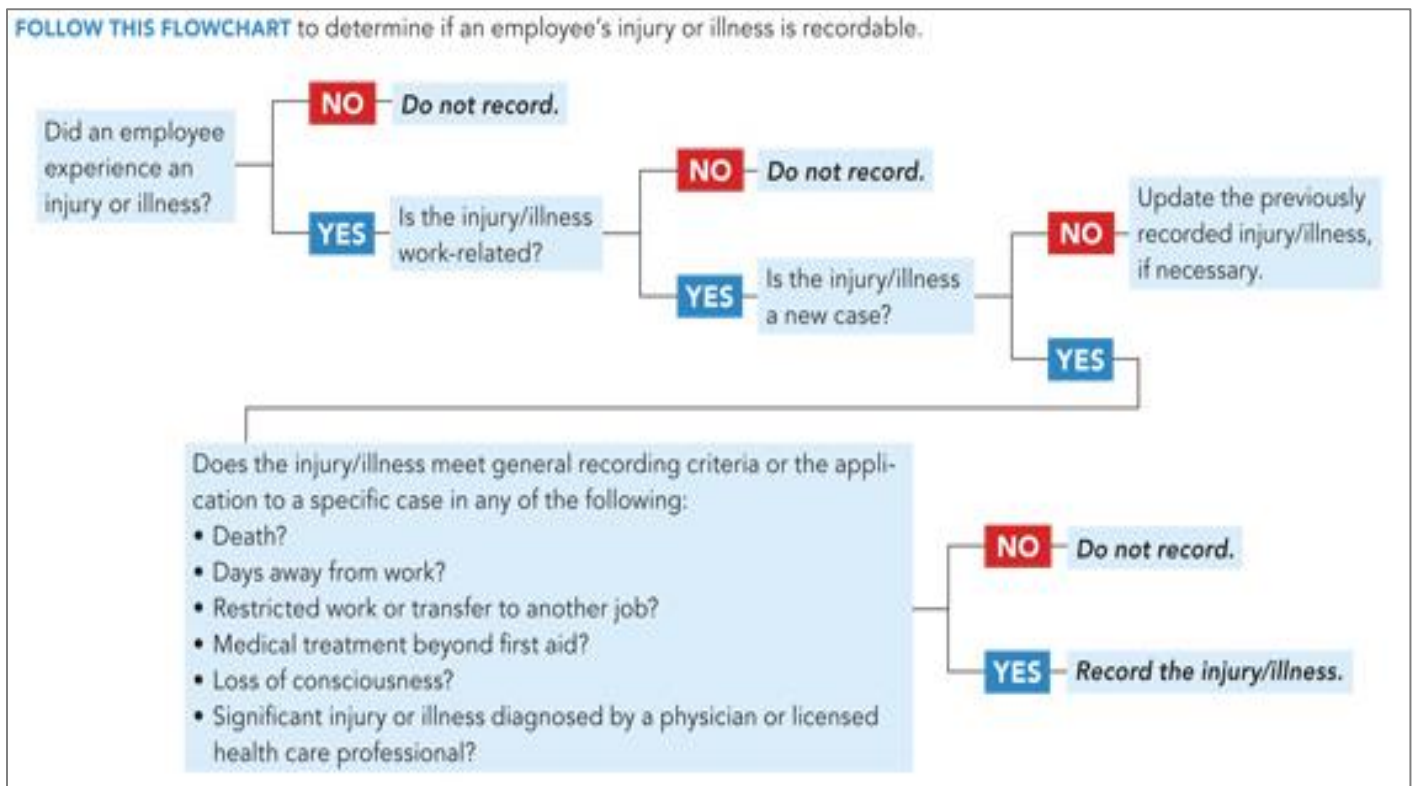 FOLLOW THIS FLOWCHART to determine if an employee's injury or illness is recordable.
Did an employee
experience an
injury or illness?
NO
Do not record.
YES
Is the injury/illness
work-related?
NO
Do not record.
YES
Is the injury/illness
a new case?
NO
Update the previously
recorded injury/illness,
if necessary.
YES
Does the injury/illness meet general recording criteria or the appli-
cation to a specific case in any of the following:
• Death?
• Days away from work?
• Restricted work or transfer to another job?
• Medical treatment beyond first aid?
• Loss of consciousness?
• Significant injury or illness diagnosed by a physician or licensed
health care professional?
NO
Do not record.
YES
Record the injury/illness.